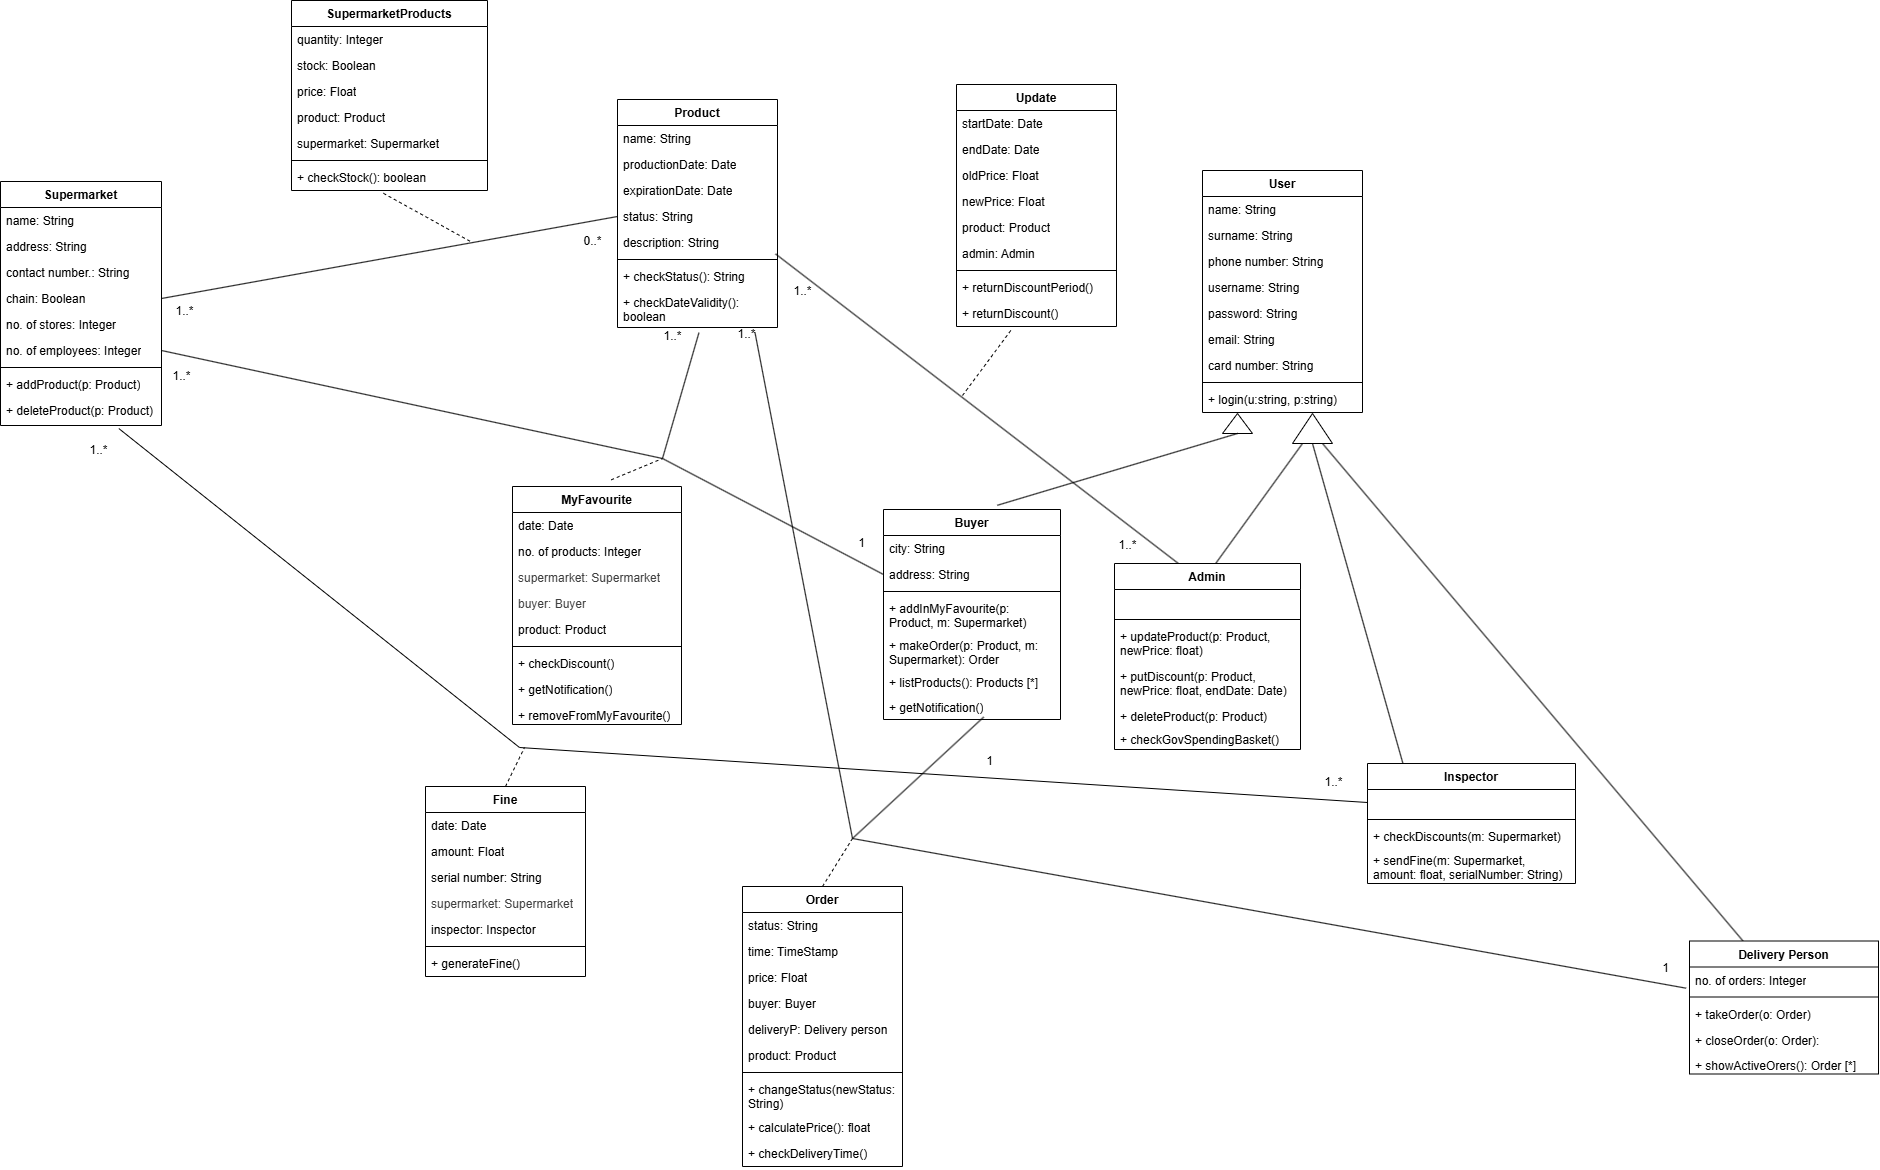 SupermarketProducts
quantity: Integer
stock: Boolean
price: Float
product: Product
supermarket: Supermarket
+ checkStock(): boolean
Product
name: String
productionDate: Date
expirationDate: Date
status: String
description: String
+ checkStatus(): String
+ checkDateValidity():
boolean
Update
startDate: Date
endDate: Date
oldPrice: Float
newPrice: Float
product: Product
admin: Admin
+ returnDiscountPeriod()
+ returnDiscount()
User
name: String
surname: String
phone number: String
username: String
password: String
email: String
card number: String
+ login(u:string, p:string)
Supermarket
name: String
address: String
contact number.: String
chain: Boolean
no. of stores: Integer
no. of employees: Integer
+ addProduct(p: Product)
+ deleteProduct(p: Product)
0..*
1..*
1..*
1..*
1..*
1..*
1..*
MyFavourite
date: Date
no. of products: Integer
supermarket: Supermarket
buyer: Buyer
product: Product
+ checkDiscount()
+ getNotification()
+ removeFromMyFavourite()
1
Buyer
city: String
address: String
+ addInMyFavourite(p:
Product, m: Supermarket)
+ makeOrder(p: Product, m:
Supermarket): Order
+ listProducts(): Products [*]
+ getNotification()
1..*
Admin
+ updateProduct(p: Product,
newPrice: float)
+ putDiscount(p: Product,
newPrice: float, endDate: Date)
+ deleteProduct(p: Product)
+ checkGovSpendingBasket()
1
1..*
Inspector
+ checkDiscounts(m: Supermarket)
+ sendFine(m: Supermarket,
amount: float, serialNumber: String)
Fine
date: Date
amount: Float
serial number: String
supermarket: Supermarket
inspector: Inspector
+ generateFine()
Order
status: String
time: TimeStamp
price: Float
buyer: Buyer
deliveryP: Delivery person
product: Product
+ changeStatus(newStatus:
String)
+ calculatePrice(): float
+ checkDeliveryTime()
1
Delivery Person
no. of orders: Integer
+ takeOrder(o: Order)
+ closeOrder(o: Order):
+ showActiveOrers(): Order [*]